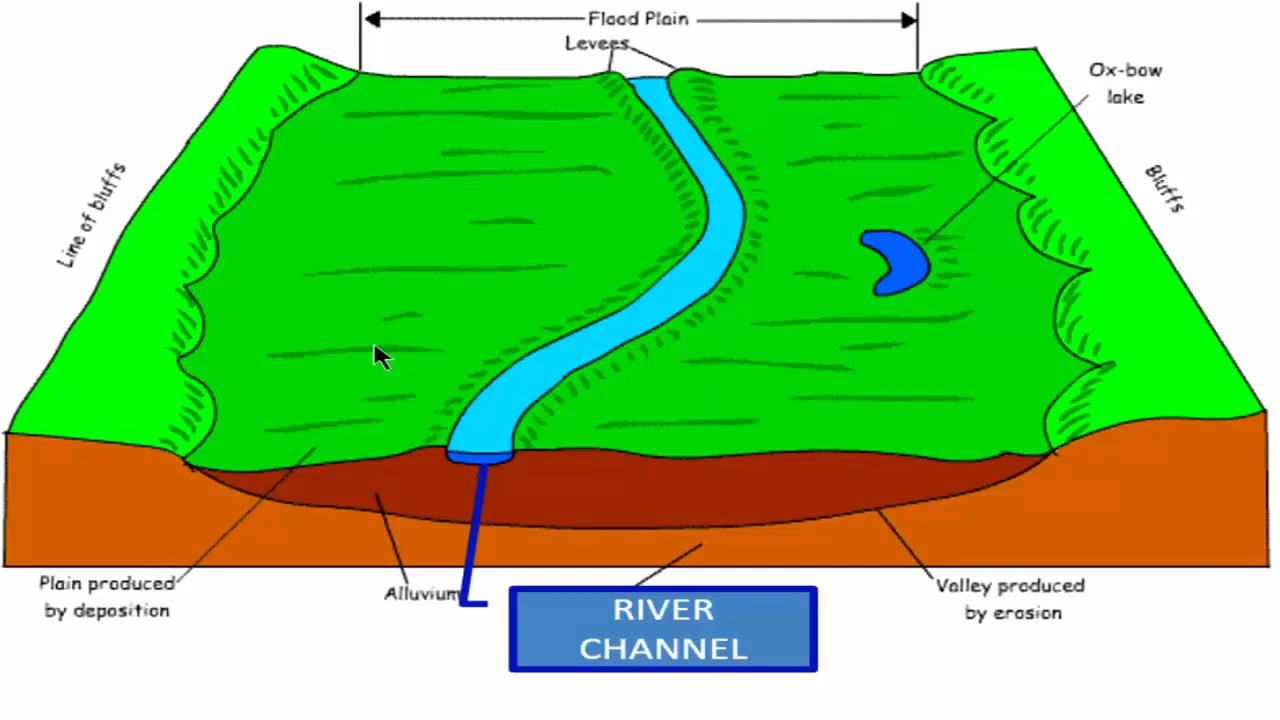 Flood Plain
Levees
Ox-bow
lake
Line of bluffs
Bluffs
Plain produced
by deposition
Alluvium
RIVER
CHANNEL
Valley produced
by erosion